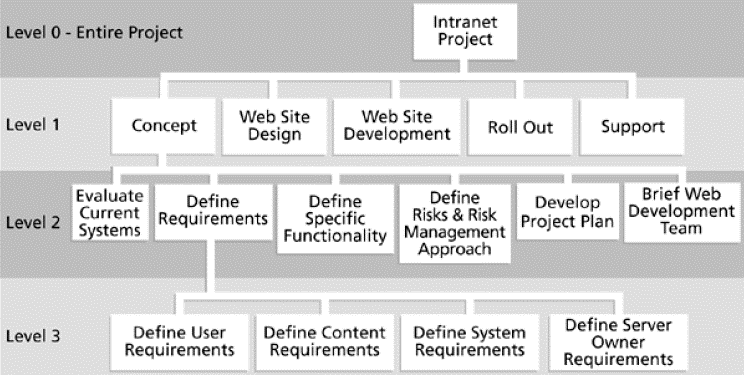 Level 0 - Entire Project
Intranet
Project
Level 1
Concept
Web Site
Design
Web Site
Development
Roll Out
Support
Level 2
Evaluate
Current
Systems
Define
Requirements
Define
Specific
Functionality
Define
Risks & Risk
Management
Approach
Develop
Project Plan
Brief Web
Development
Team
Level 3
Define User
Requirements
Define Content
Requirements
Define System
Requirements
Define Server
Owner
Requirements